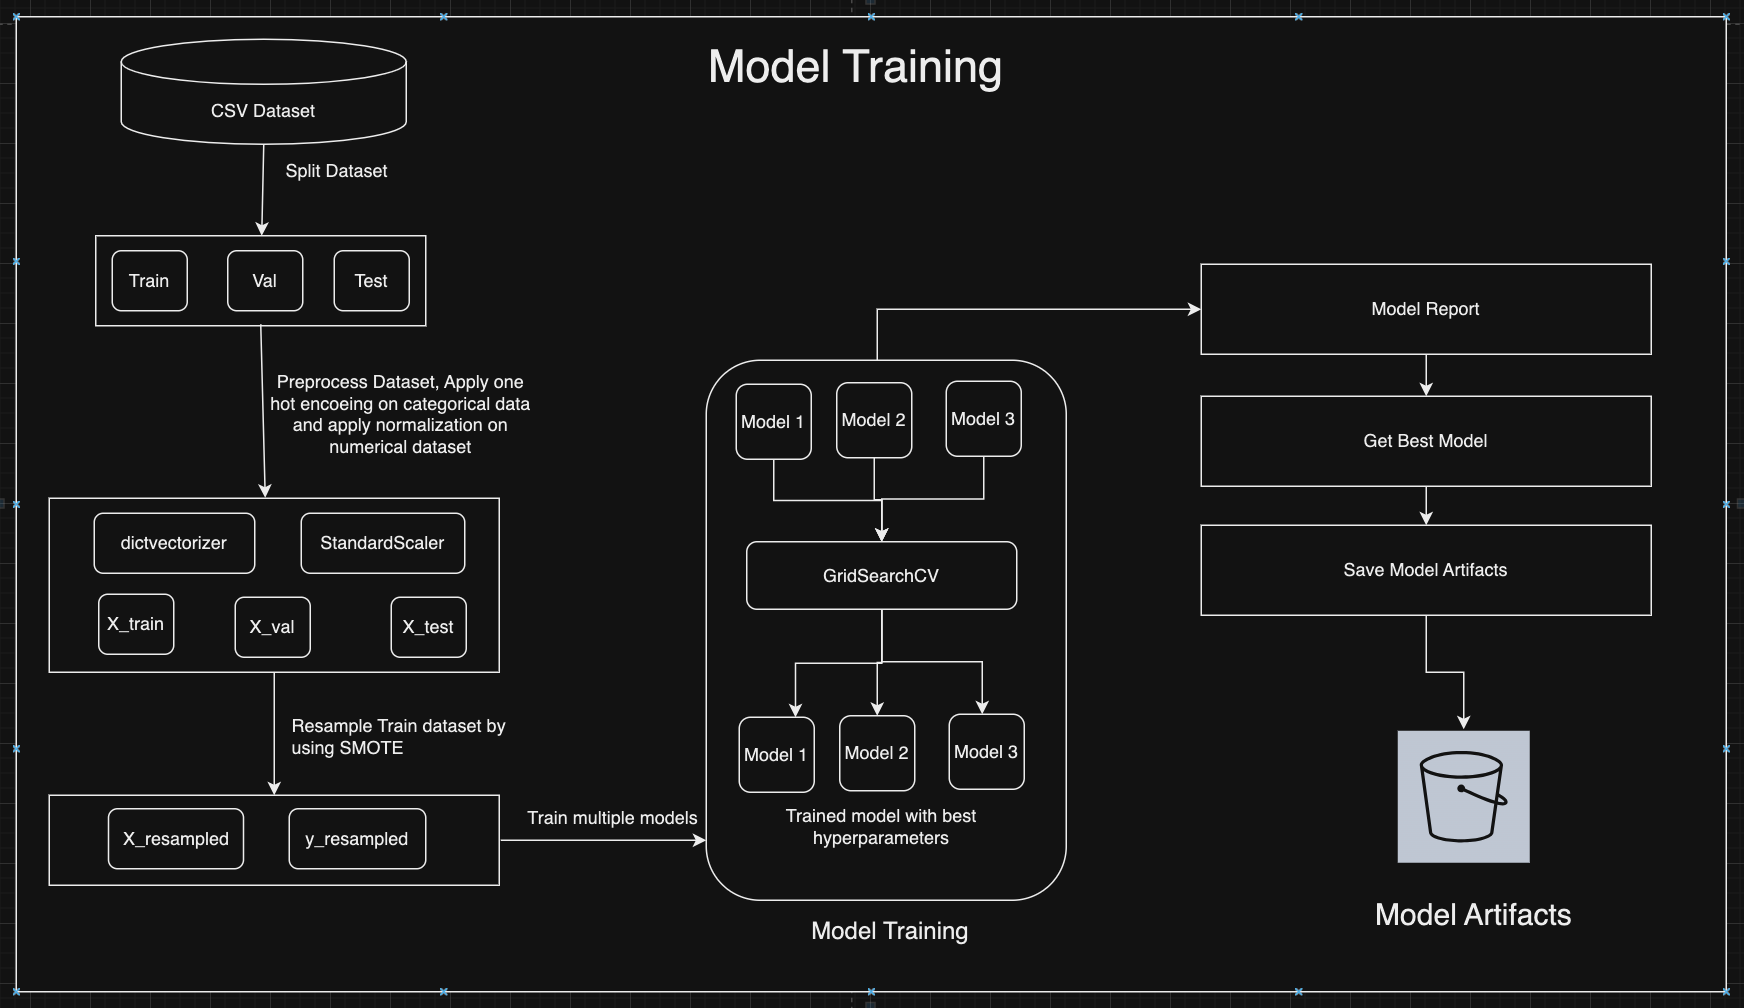 Model Training
CSV Dataset
Split Dataset
Train
Val
Test
Preprocess Dataset, Apply one
hot encoeing on categorical data
and apply normalization on
numerical dataset
dictvectorizer
StandardScaler
X_train
X_val
X_test
Resample Train dataset by
using SMOTE
X_resampled
y_resampled
Train multiple models
Model 1
Model 2
Model 3
GridSearchCV
Model 1
Model 2
Model 3
Trained model with best
hyperparameters
Model Training
Model Report
Get Best Model
Save Model Artifacts
Model Artifacts